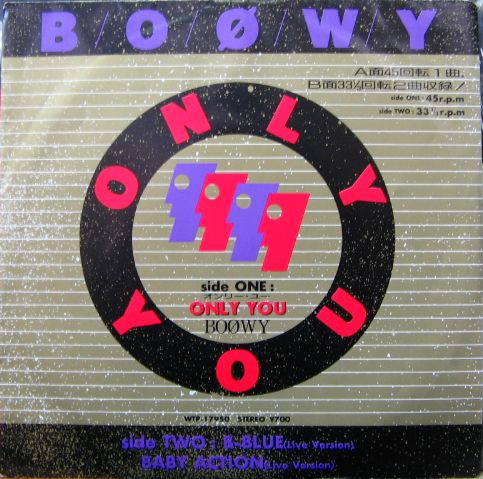 B/O/Ø/W/Y
A面45回転1曲,
B面33⅓回転2曲収録!
side ONE : 45r.p.m
side TWO : 33⅓r.p.m
ONLY YOU
side ONE :
オンリー・ユー
ONLY YOU
BOØWY
WTP-17950 STEREO ¥700
side TWO : B-BLUE(Live Version)
BABY ACTION(Live Version)